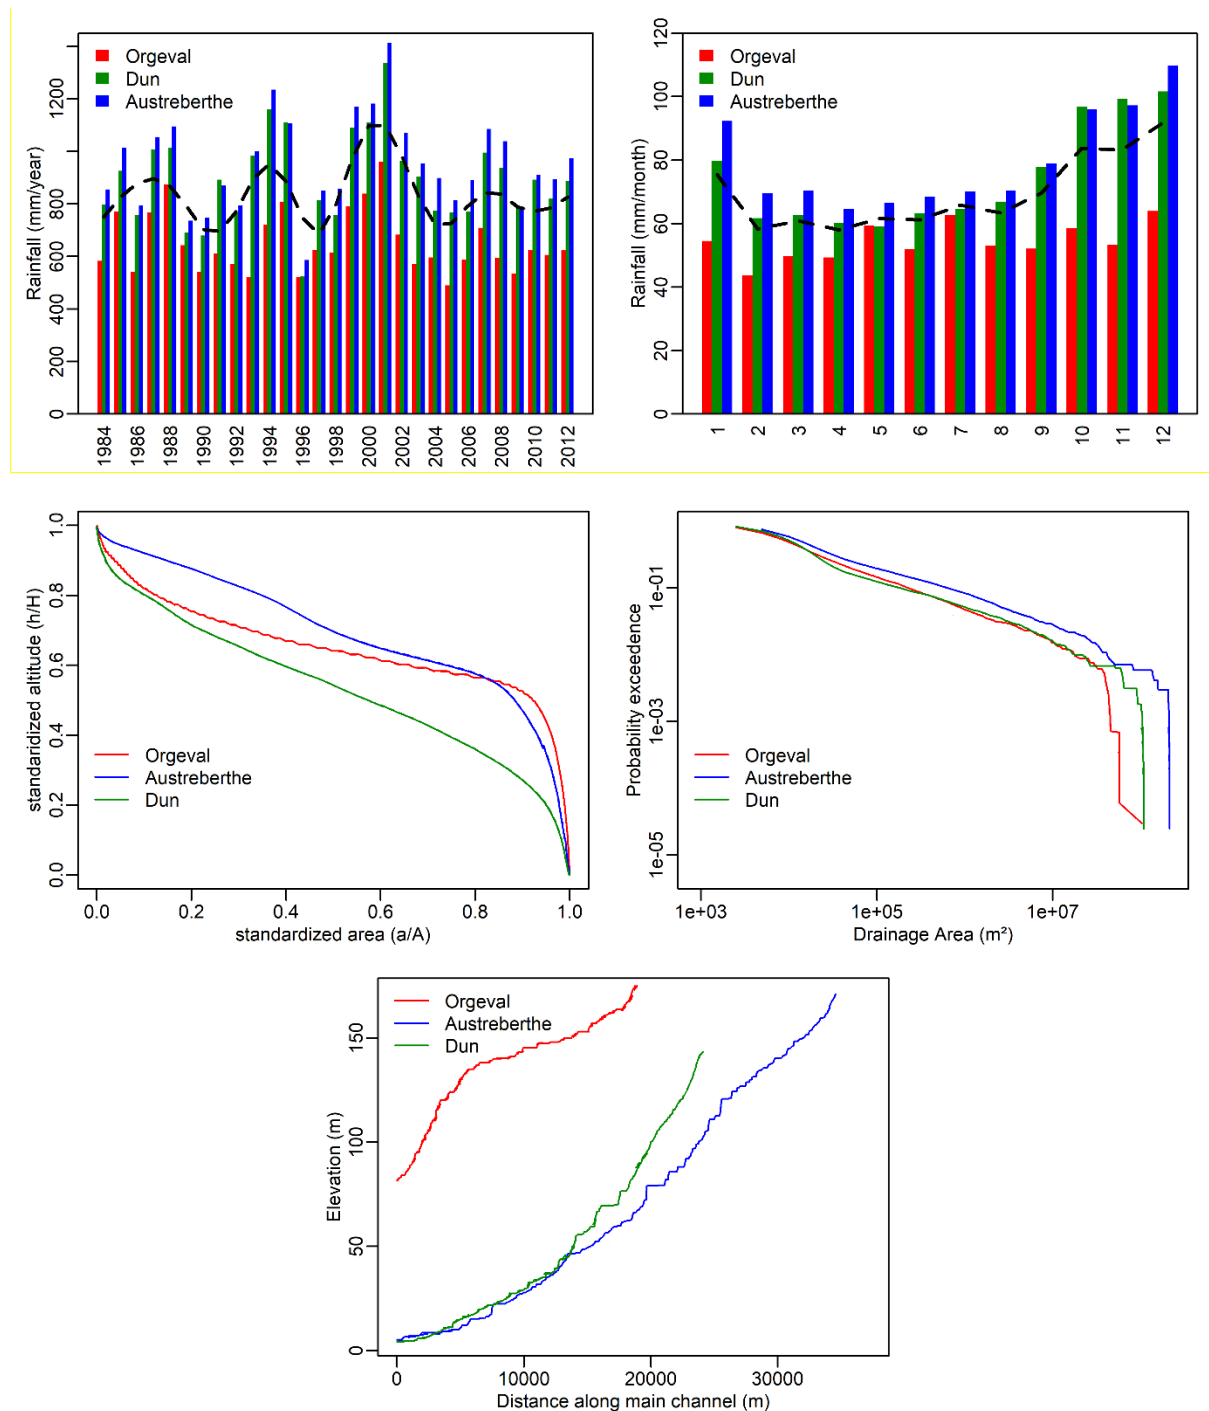 Rainfall (mm/year)
0
200
400
600
800
1200
Orgeval
Dun
Austreberthe
1984
1986
1988
1990
1992
1994
1996
1998
2000
2002
2004
2006
2008
2010
2012
Rainfall (mm/month)
0
20
40
60
80
100
120
Orgeval
Dun
Austreberthe
1
2
3
4
5
6
7
8
9
10
11
12
standaridized altitude (h/H)
0.0
0.2
0.4
0.6
0.8
1.0
Orgeval
Austreberthe
Dun
0.0
0.2
0.4
0.6
0.8
1.0
standardized area (a/A)
Probability exceedence
1e-05
1e-03
1e-01
Orgeval
Austreberthe
Dun
1e+03
1e+05
1e+07
Drainage Area (m²)
Elevation (m)
0
50
100
150
Orgeval
Austreberthe
Dun
0
10000
20000
30000
Distance along main channel (m)